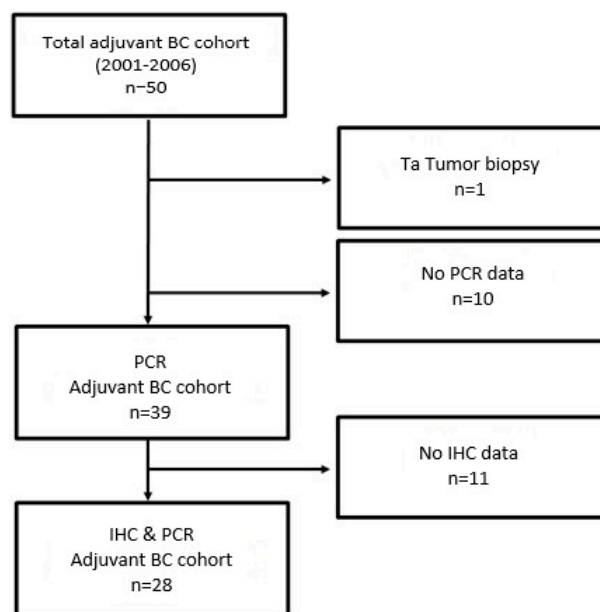 Total adjuvant BC cohort
(2001-2006)
n−50
Ta Tumor biopsy
n=1
No PCR data
n=10
PCR
Adjuvant BC cohort
n=39
No IHC data
n=11
IHC & PCR
Adjuvant BC cohort
n=28